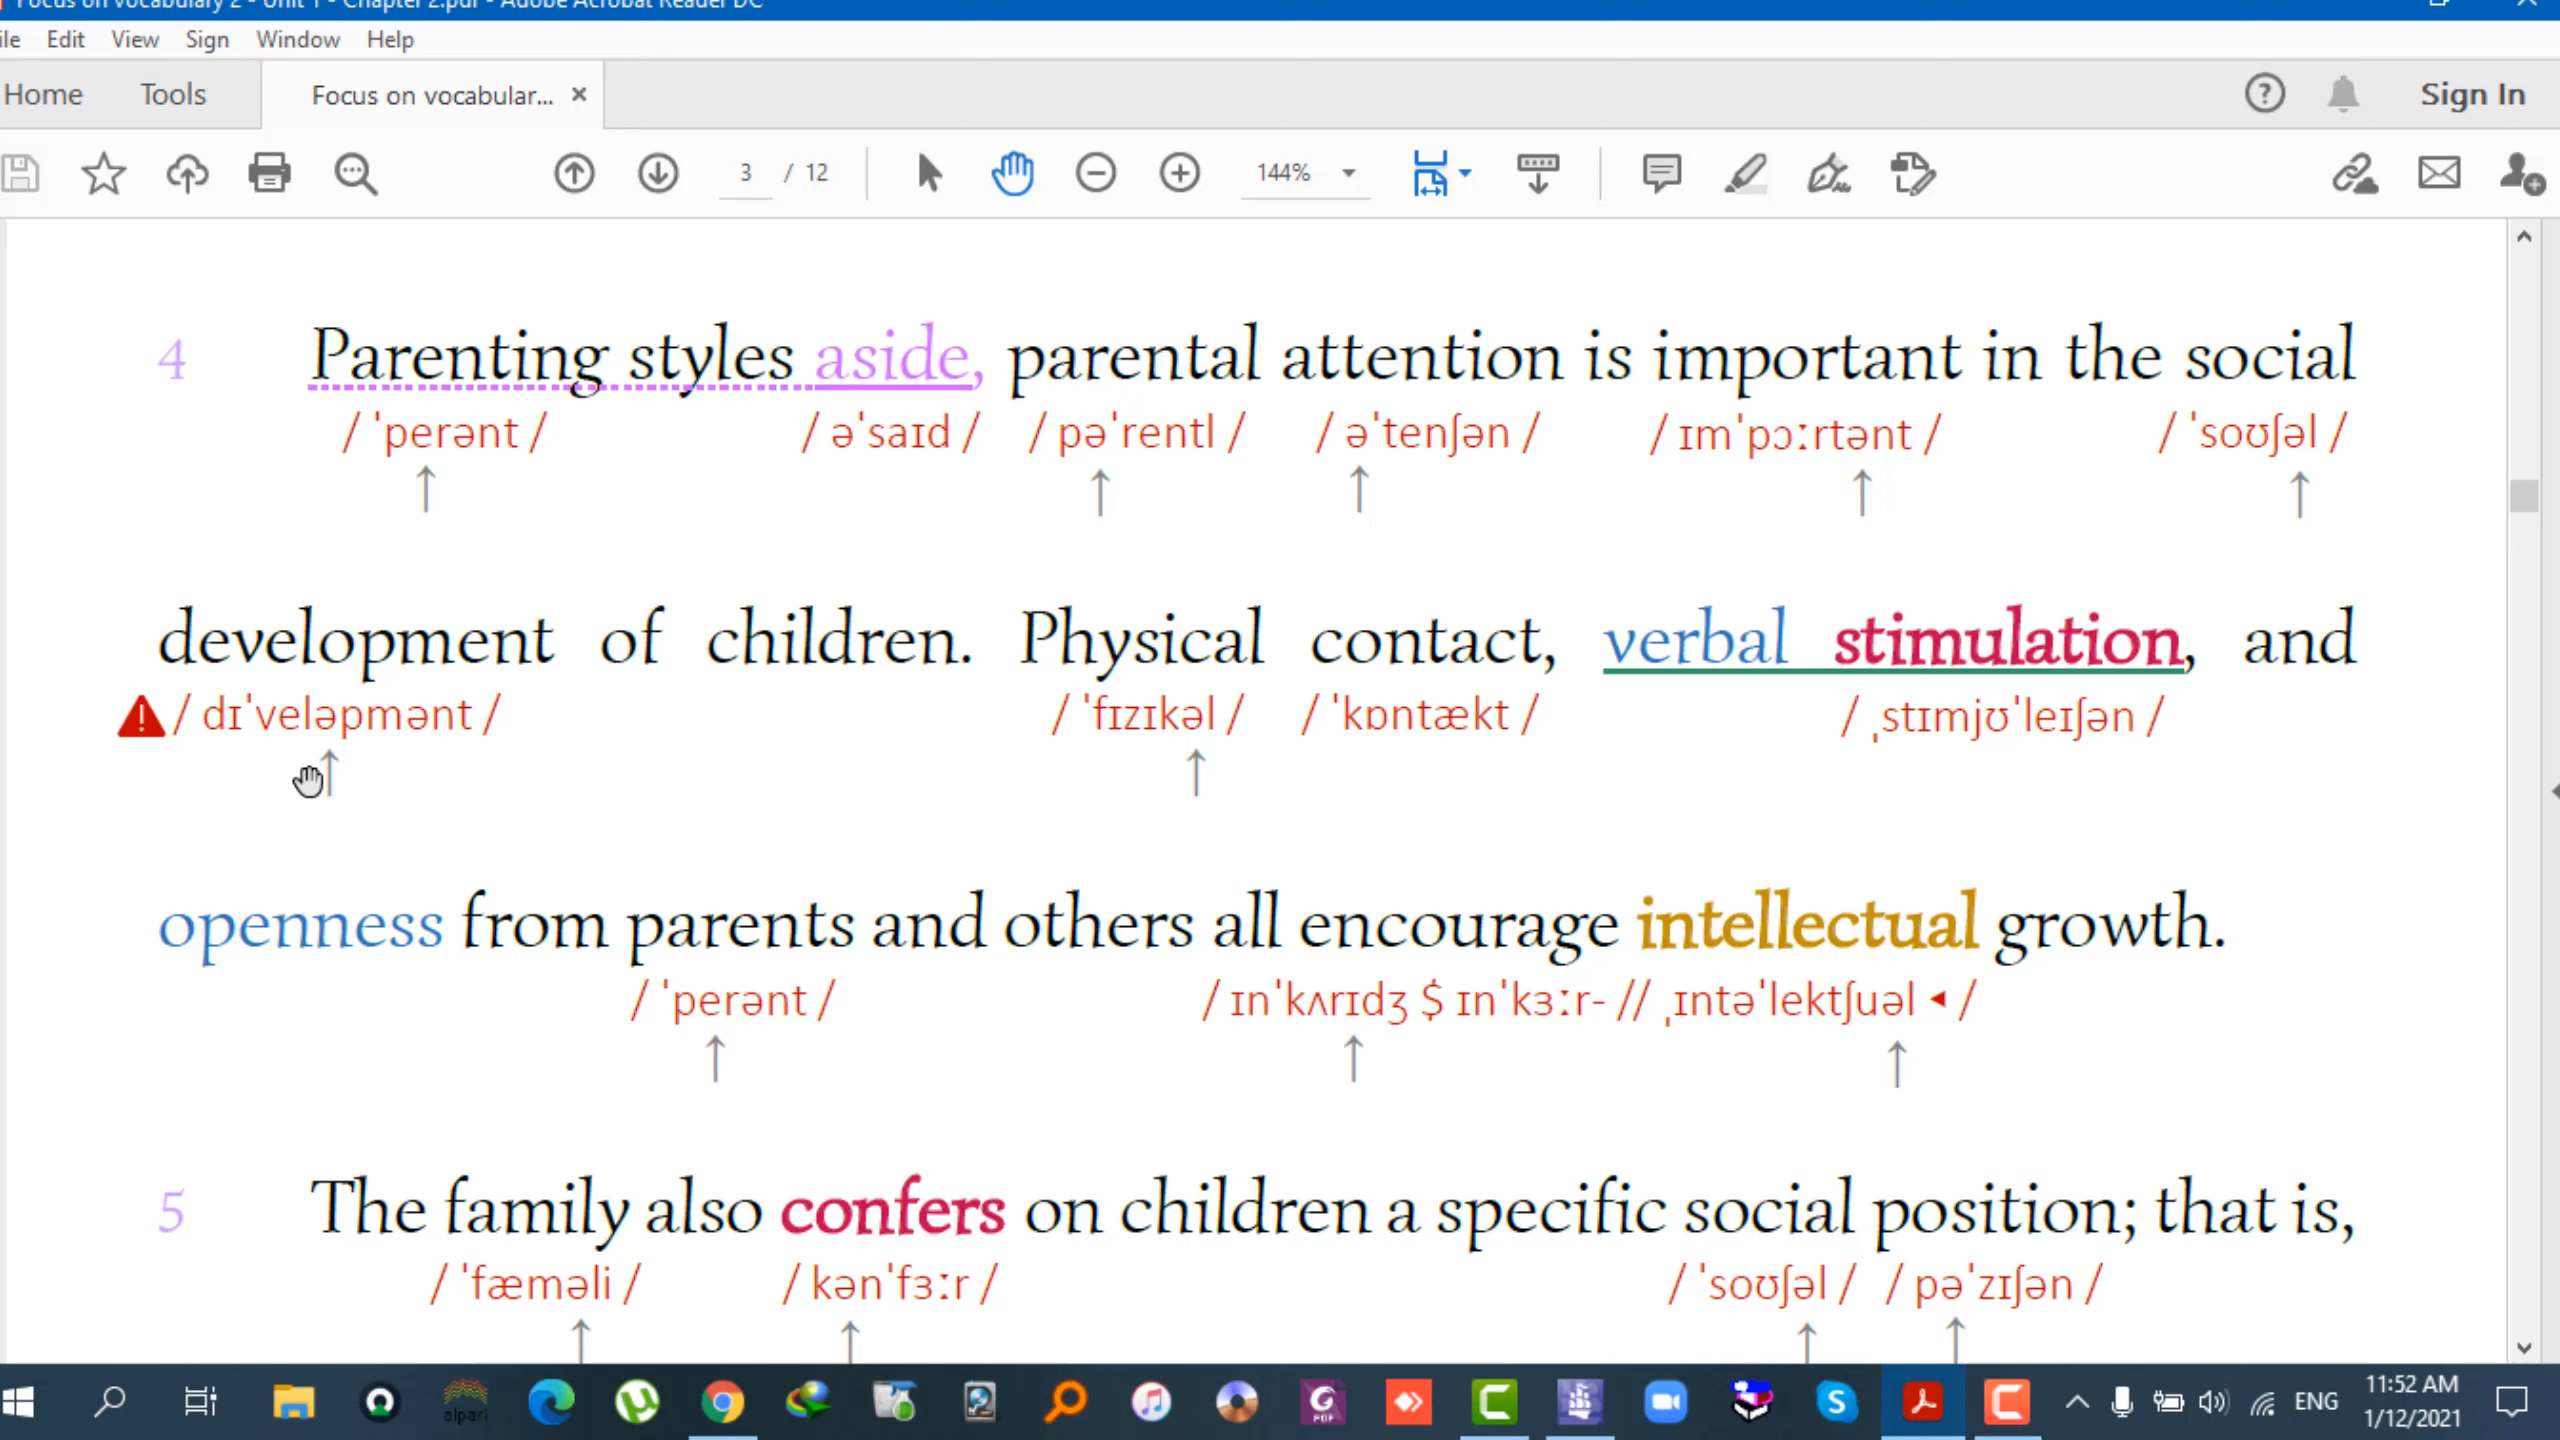 Focus on vocabulary 2 - Unit 1 - Chapter 2.pdf - Adobe Acrobat Reader DC
ile Edit View Sign Window Help
Home Tools Focus on vocabular... × ? Sign In
3 / 12 144%
4 Parenting styles aside, parental attention is important in the social
/ ˈperənt / / əˈsaɪd / / pəˈrentl / / əˈtenʃən / / ɪmˈpɔːrtənt / / ˈsoʊʃəl /
↑ ↑ ↑ ↑ ↑
development of children. Physical contact, verbal stimulation, and
/ dɪˈveləpmənt / / ˈfɪzɪkəl / / ˈkɒntækt / / ˌstɪmjʊˈleɪʃən /
↑ ↑
openness from parents and others all encourage intellectual growth.
/ ˈperənt / / ɪnˈkʌrɪdʒ $ ɪnˈkɜːr- // ˌɪntəˈlektʃuəl ◂ /
↑ ↑ ↑
5 The family also confers on children a specific social position; that is,
/ ˈfæməli / / kənˈfɜːr / / ˈsoʊʃəl / / pəˈzɪʃən /
↑ ↑ ↑ ↑
alpari PDF ENG 11:52 AM
1/12/2021